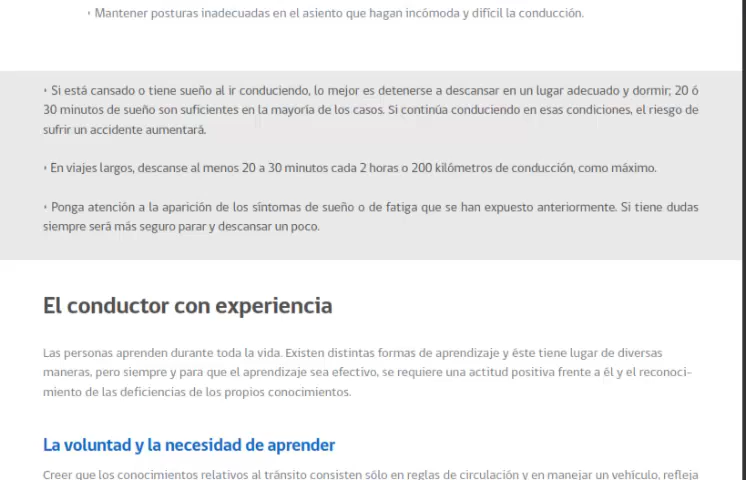 • Mantener posturas inadecuadas en el asiento que hagan incómoda y difícil la conducción.
• Si está cansado o tiene sueño al ir conduciendo, lo mejor es detenerse a descansar en un lugar adecuado y dormir; 20 ó
30 minutos de sueño son suficientes en la mayoría de los casos. Si continúa conduciendo en esas condiciones, el riesgo de
sufrir un accidente aumentará.
• En viajes largos, descanse al menos 20 a 30 minutos cada 2 horas o 200 kilómetros de conducción, como máximo.
• Ponga atención a la aparición de los síntomas de sueño o de fatiga que se han expuesto anteriormente. Si tiene dudas
siempre será más seguro parar y descansar un poco.
El conductor con experiencia
Las personas aprenden durante toda la vida. Existen distintas formas de aprendizaje y éste tiene lugar de diversas
maneras, pero siempre y para que el aprendizaje sea efectivo, se requiere una actitud positiva frente a él y el reconoci-
miento de las deficiencias de los propios conocimientos.
La voluntad y la necesidad de aprender
Creer que los conocimientos relativos al tránsito consisten sólo en reglas de circulación y en manejar un vehículo, refleja